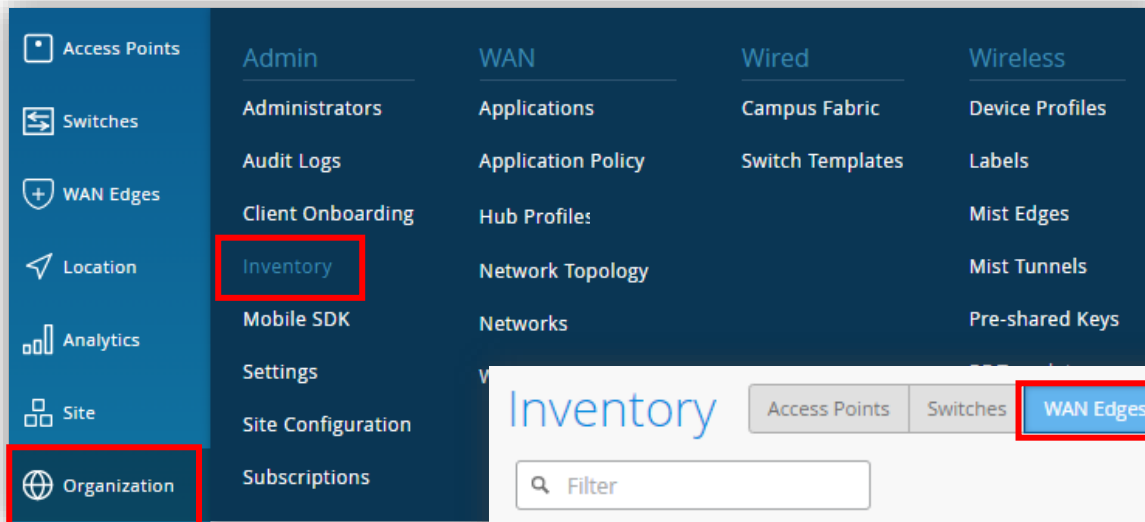 Access Points
Switches
WAN Edges
Location
Analytics
Site
Organization
Admin
Administrators
Audit Logs
Client Onboarding
Inventory
Mobile SDK
Settings
Site Configuration
Subscriptions
WAN
Applications
Application Policy
Hub Profiles
Network Topology
Networks
Wired
Campus Fabric
Switch Templates
Wireless
Device Profiles
Labels
Mist Edges
Mist Tunnels
Pre-shared Keys
Inventory Access Points Switches WAN Edges
Filter